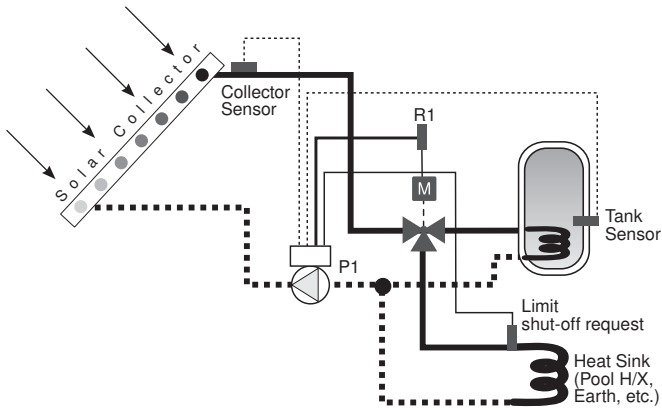 Solar Collector
Collector
Sensor
R1
M
Tank
Sensor
P1
Limit
shut-off request
Heat Sink
(Pool H/X,
Earth, etc.)